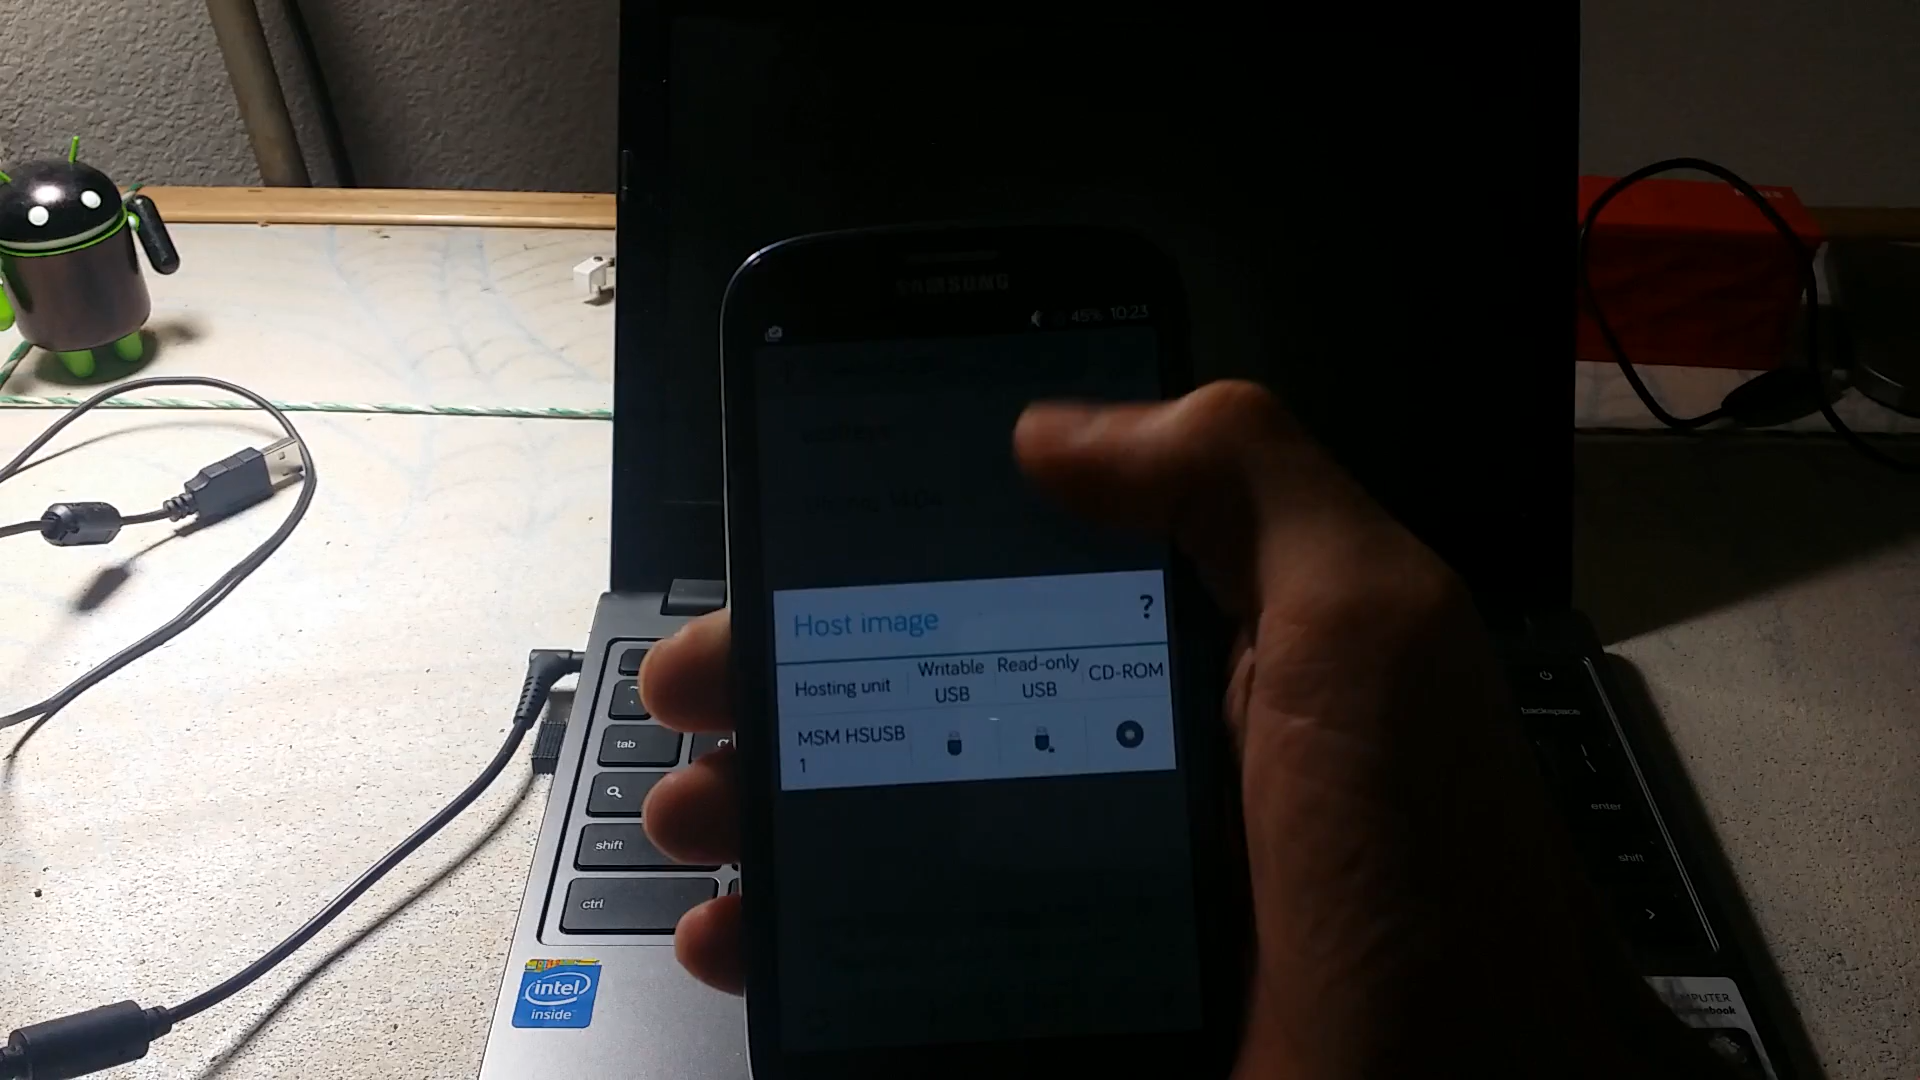 SAMSUNG
45% 10:23
Host image ?
Hosting unit
Writable
USB
Read-only
USB
CD-ROM
MSM HSUSB
1
tab
shift
ctrl
intel
inside
backspace
enter
shift